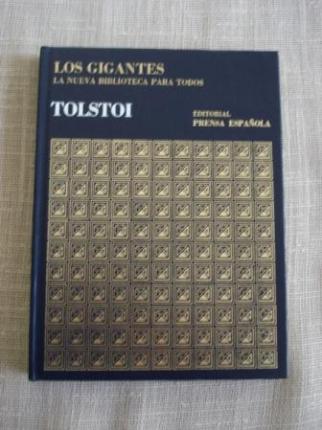 LOS GIGANTES
LA NUEVA BIBLIOTECA PARA TODOS
TOLSTOI
EDITORIAL
PRENSA ESPAÑOLA